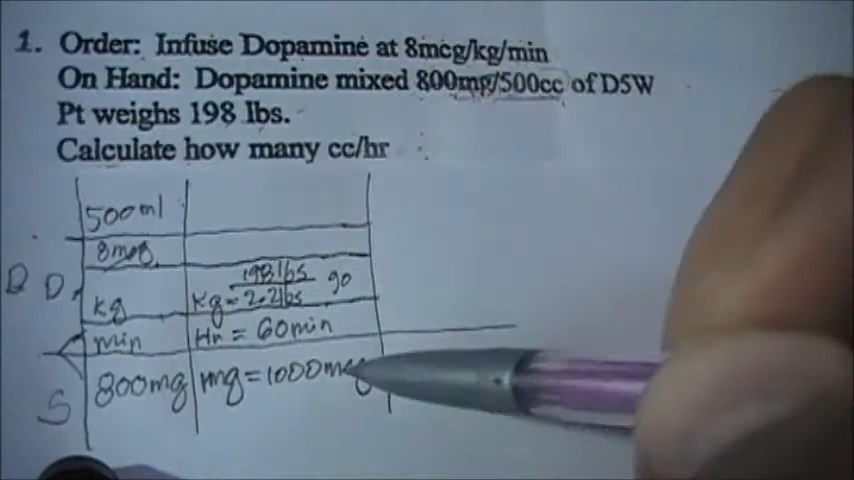 1. Order: Infuse Dopamine at 8mcg/kg/min
On Hand: Dopamine mixed 800mg/500cc of D5W
Pt weighs 198 lbs.
Calculate how many cc/hr
500ml
8mcg
198lbs 90
D D.
kg Kg = 2.2lbs
min Hr = 60min
S 800mg mg = 1000mcg